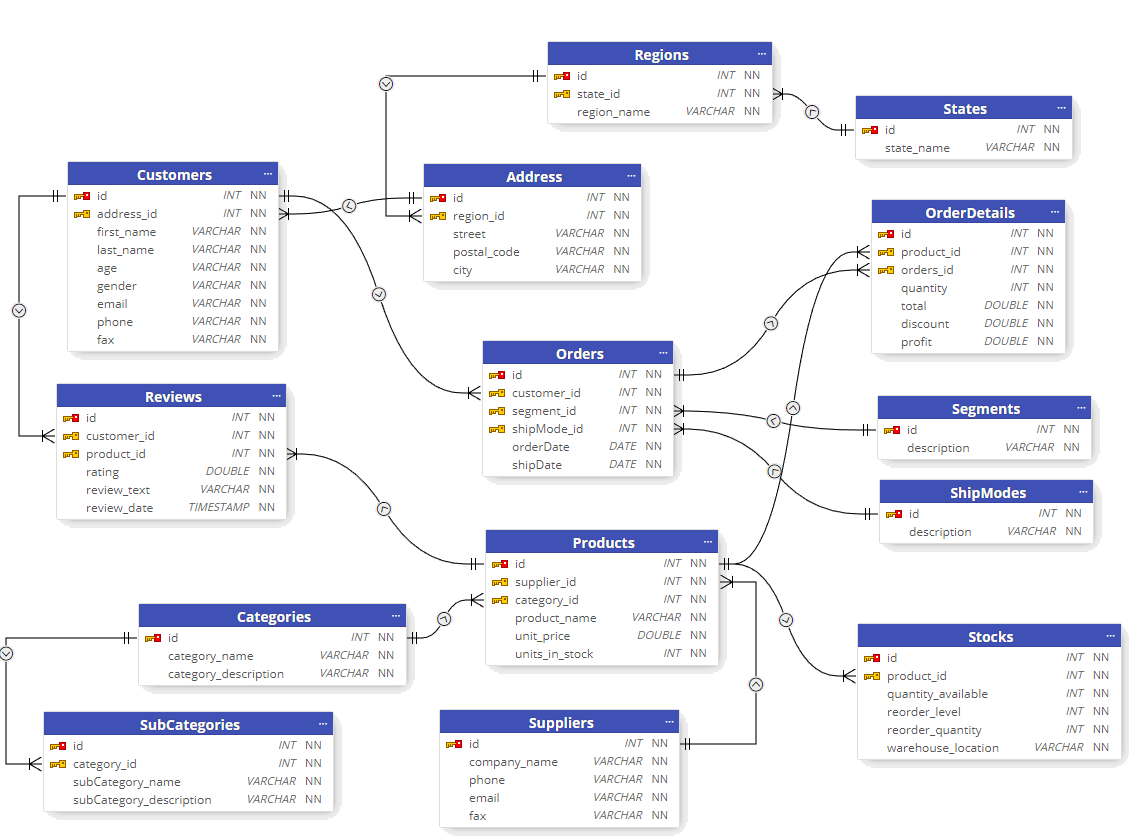 Regions ...
id INT NN
state_id INT NN
region_name VARCHAR NN
States ...
id INT NN
state_name VARCHAR NN
Customers ...
id INT NN
address_id INT NN
first_name VARCHAR NN
last_name VARCHAR NN
age VARCHAR NN
gender VARCHAR NN
email VARCHAR NN
phone VARCHAR NN
fax VARCHAR NN
Address ...
id INT NN
region_id INT NN
street VARCHAR NN
postal_code VARCHAR NN
city VARCHAR NN
OrderDetails ...
id INT NN
product_id INT NN
orders_id INT NN
quantity INT NN
total DOUBLE NN
discount DOUBLE NN
profit DOUBLE NN
Orders ...
id INT NN
customer_id INT NN
segment_id INT NN
shipMode_id INT NN
orderDate DATE NN
shipDate DATE NN
Reviews ...
id INT NN
customer_id INT NN
product_id INT NN
rating DOUBLE NN
review_text VARCHAR NN
review_date TIMESTAMP NN
Segments ...
id INT NN
description VARCHAR NN
ShipModes ...
id INT NN
description VARCHAR NN
Products ...
id INT NN
supplier_id INT NN
category_id INT NN
product_name VARCHAR NN
unit_price DOUBLE NN
units_in_stock INT NN
Categories ...
id INT NN
category_name VARCHAR NN
category_description VARCHAR NN
Stocks ...
id INT NN
product_id INT NN
quantity_available INT NN
reorder_level INT NN
reorder_quantity INT NN
warehouse_location VARCHAR NN
SubCategories ...
id INT NN
category_id INT NN
subCategory_name VARCHAR NN
subCategory_description VARCHAR NN
Suppliers ...
id INT NN
company_name VARCHAR NN
phone VARCHAR NN
email VARCHAR NN
fax VARCHAR NN